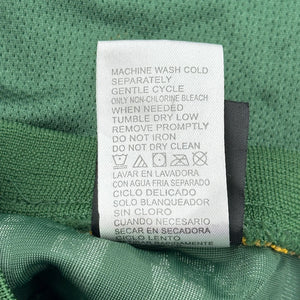 MACHINE WASH COLD
SEPARATELY
GENTLE CYCLE
ONLY NON-CHLORINE BLEACH
WHEN NEEDED
TUMBLE DRY LOW
REMOVE PROMPTLY
DO NOT IRON
DO NOT DRY CLEAN
LAVAR EN LAVADORA
CON AGUA FRIA SEPARADO
CICLO DELICADO
SOLO BLANQUEADOR
SIN CLORO
CUANDO NECESARIO
SECAR EN SECADORA
CICLO LENTO